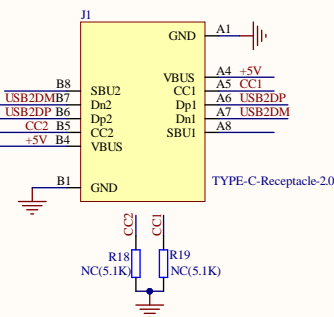 J1
GND A1
VBUS A4 +5V
B8 SBU2 CC1 A5 CC1
USB2DM B7 Dn2 Dp1 A6 USB2DP
USB2DP B6 Dp2 Dn1 A7 USB2DM
CC2 B5 CC2 SBU1 A8
+5V B4 VBUS
B1 GND
TYPE-C-Receptacle-2.0
CC2 CC1
R18 R19
NC(5.1K) NC(5.1K)